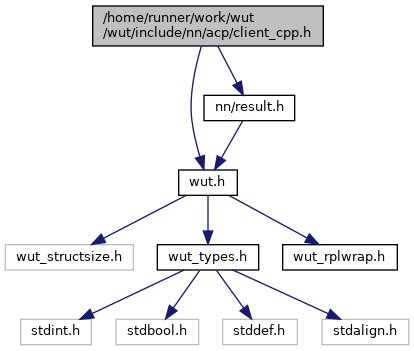 /home/runner/work/wut
/wut/include/nn/acp/client_cpp.h
nn/result.h
wut.h
wut_structsize.h
wut_types.h
wut_rplwrap.h
stdint.h
stdbool.h
stddef.h
stdalign.h